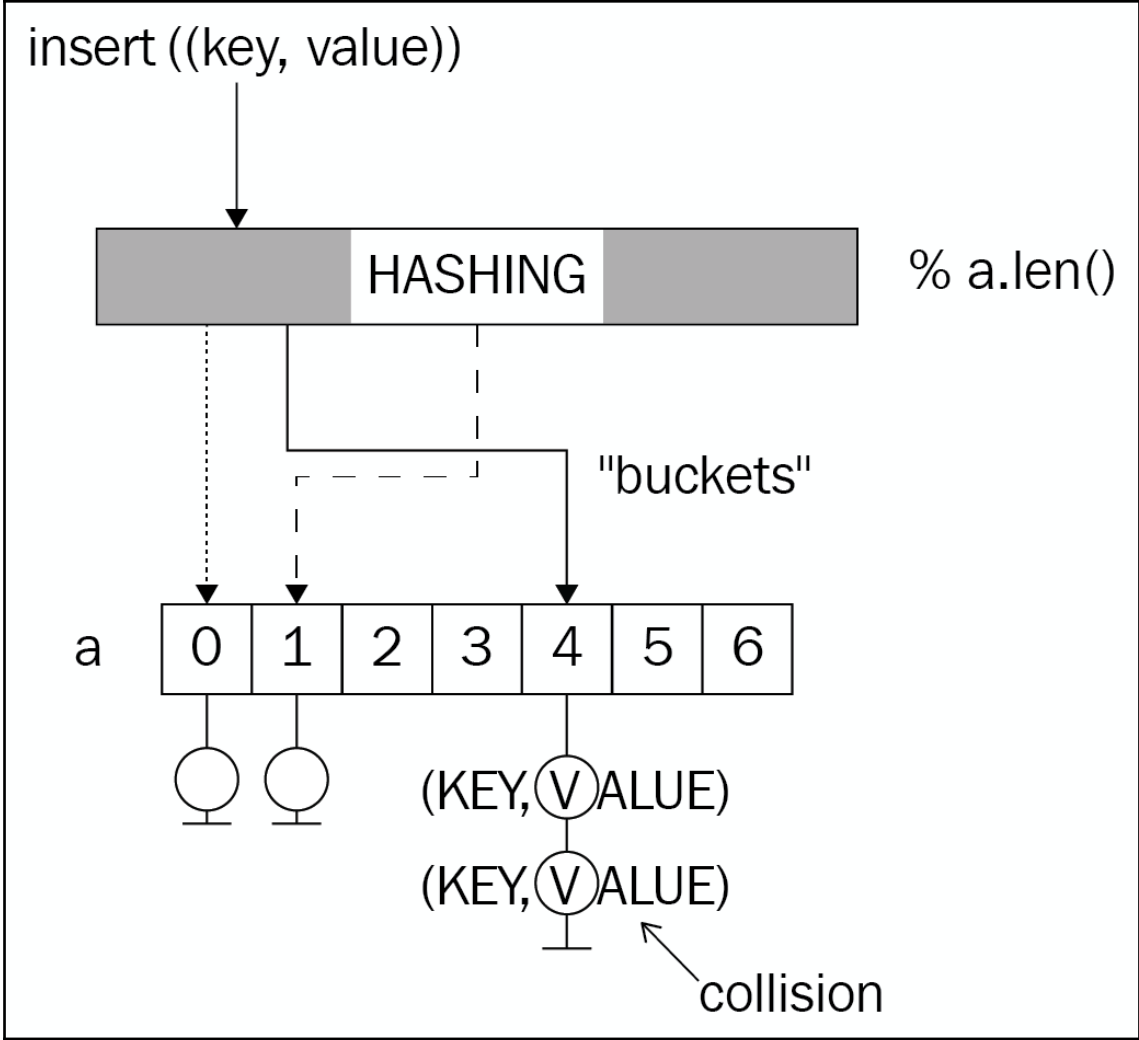 insert ((key, value))
HASHING
% a.len()
"buckets"
a
0 1 2 3 4 5 6
(KEY, VALUE)
(KEY, VALUE)
collision